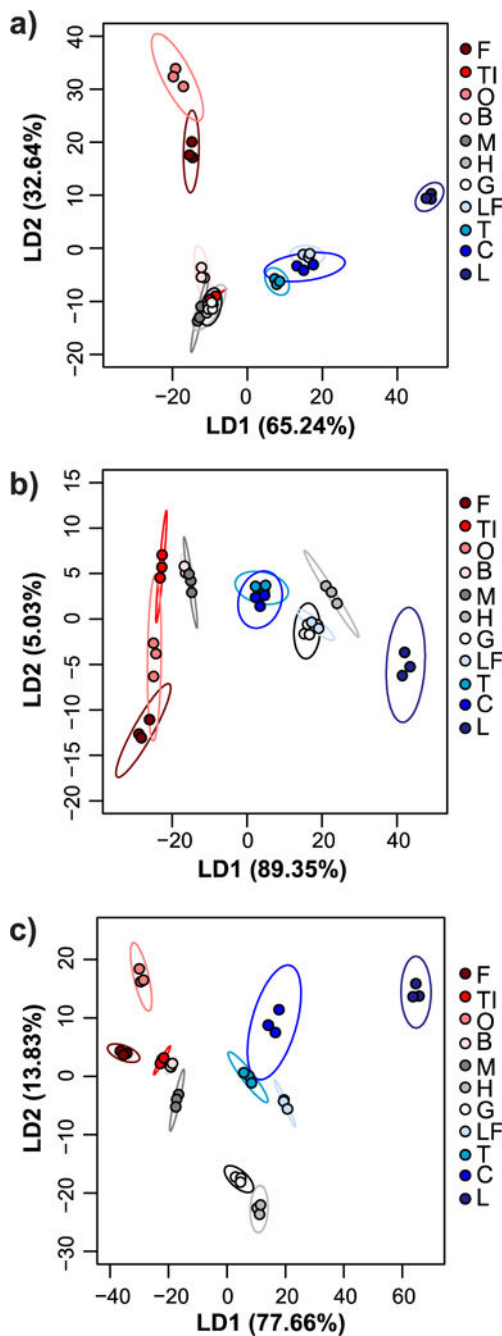 a)
40
30
20
10
0
−10
−20
LD2 (32.64%)
−20 0 20 40
LD1 (65.24%)
F
TI
O
B
M
H
G
LF
T
C
L
b)
15
10
5
0
−5
−10
−15
−20
LD2 (5.03%)
−20 0 20 40
LD1 (89.35%)
F
TI
O
B
M
H
G
LF
T
C
L
c)
20
10
0
−10
−20
−30
LD2 (13.83%)
−40 −20 0 20 40 60
LD1 (77.66%)
F
TI
O
B
M
H
G
LF
T
C
L